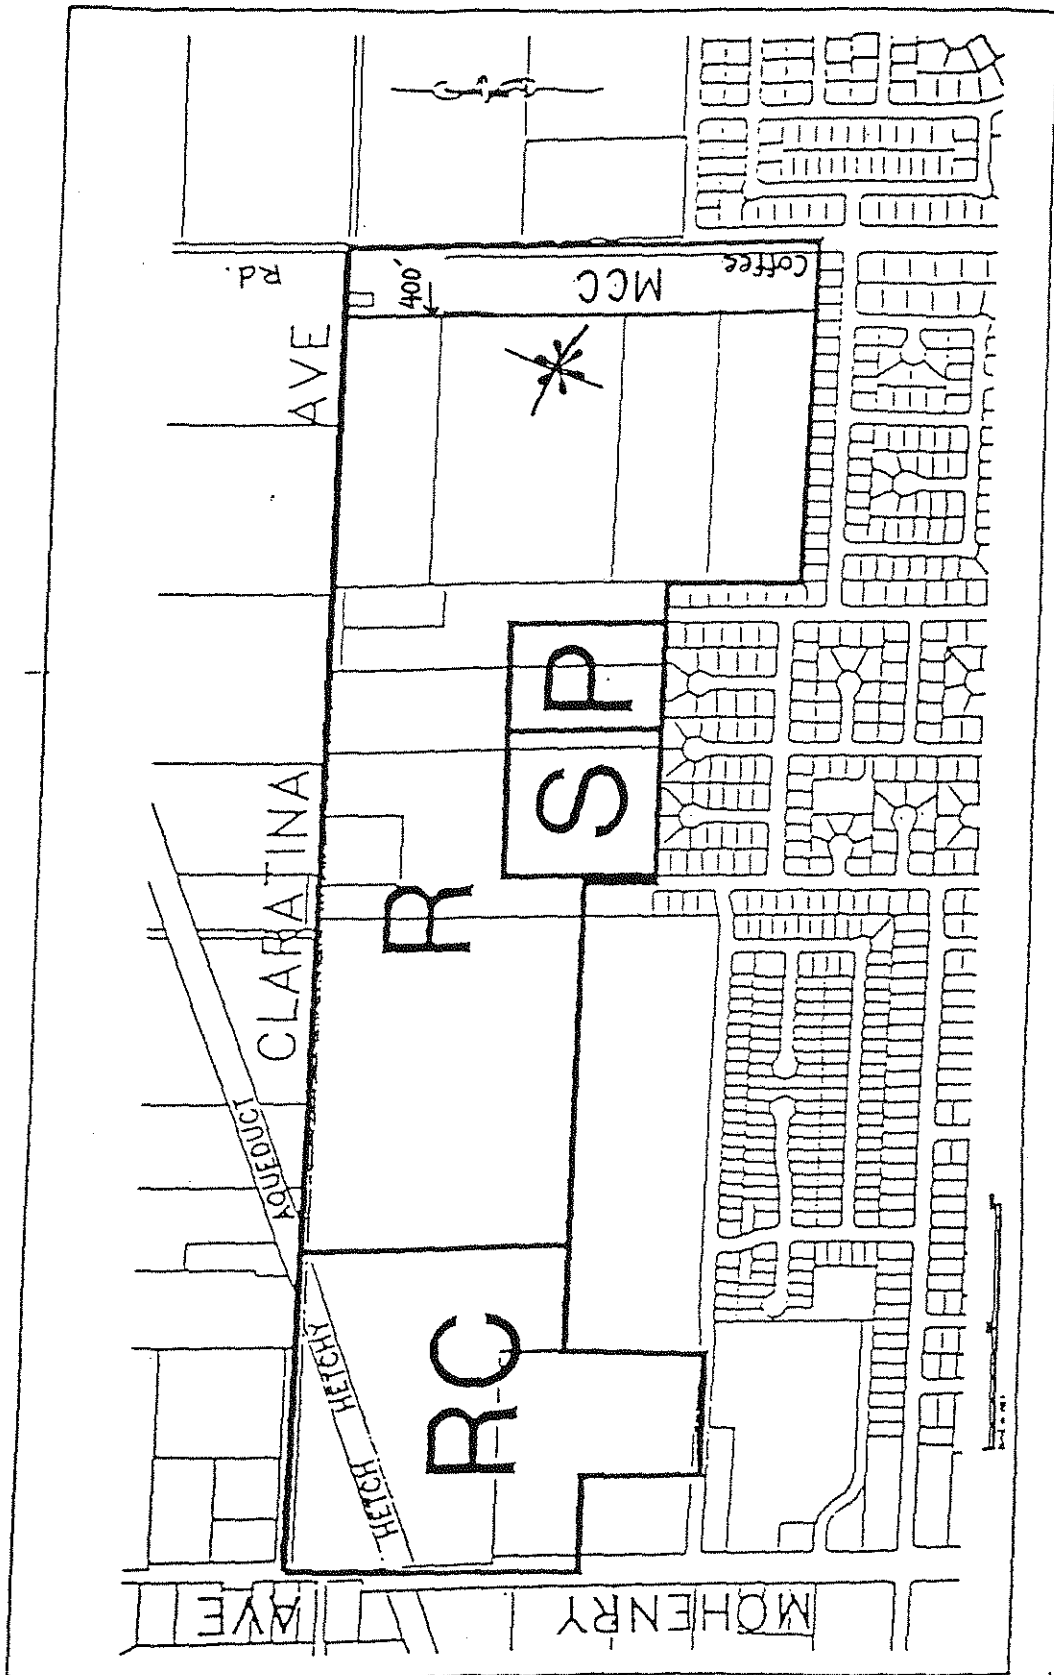 CLARATINA AVE
HETCH HETCHY AQUEDUCT
McHENRY AVE
Coffee Rd.
MCC
400'
R
S
P
RC